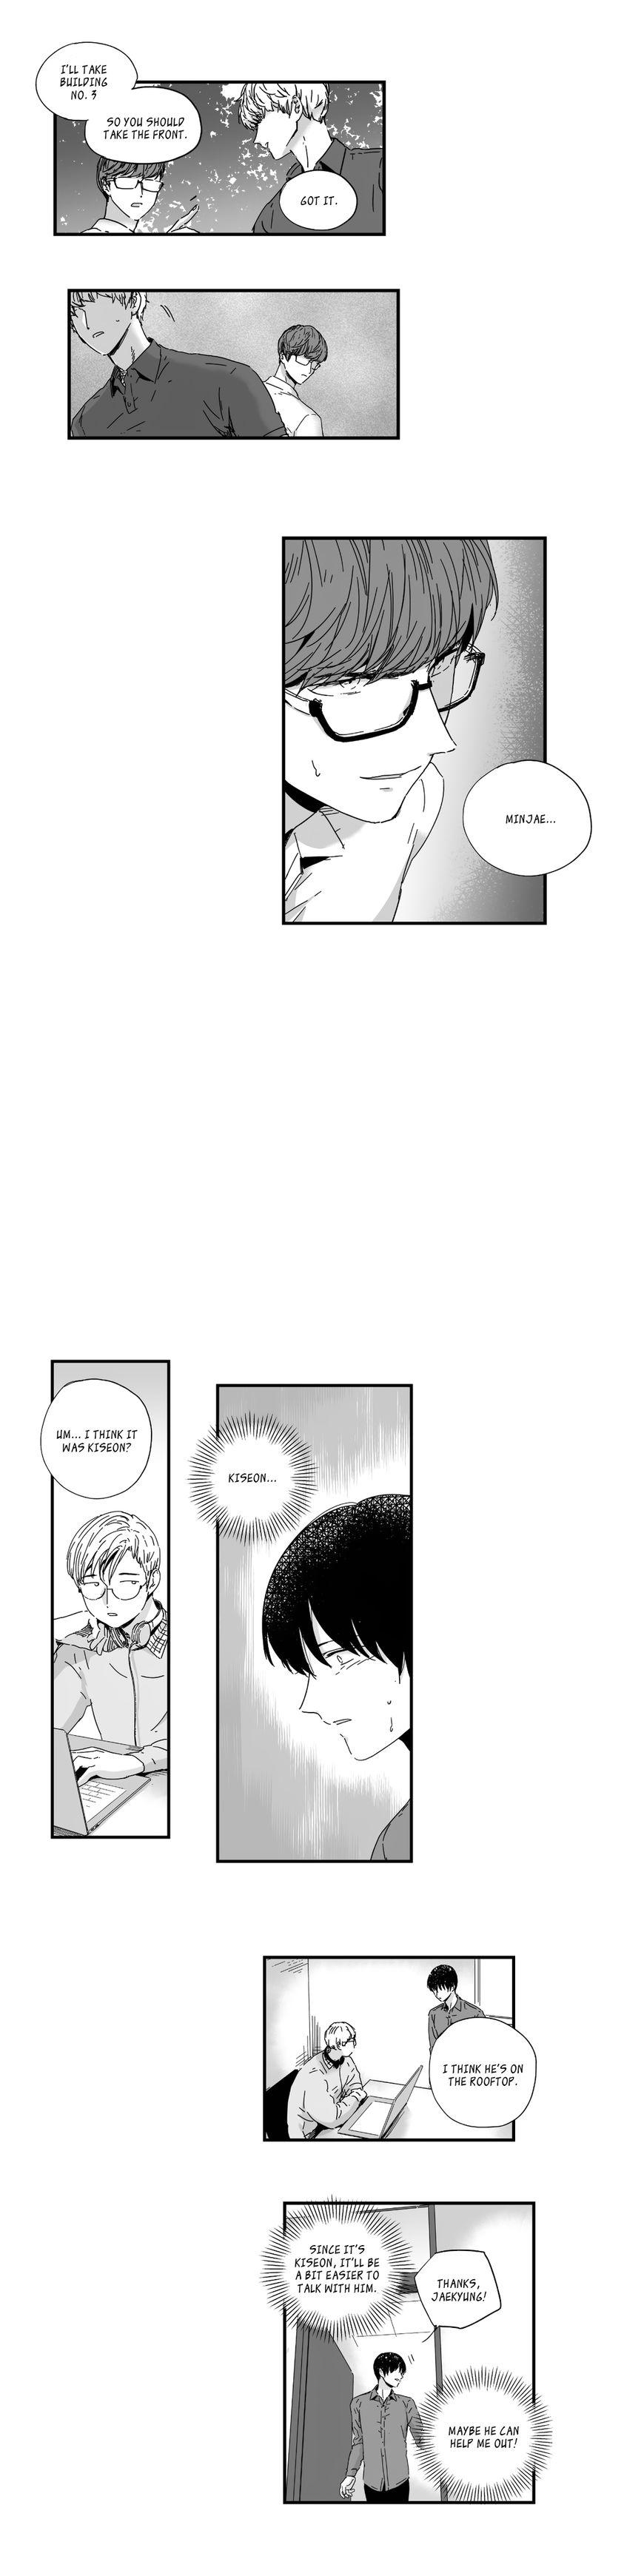 I'LL TAKE
BUILDING
NO. 3
SO YOU SHOULD
TAKE THE FRONT.
GOT IT.
MINJAE...
UM... I THINK IT
WAS KISEON?
KISEON...
I THINK HE'S ON
THE ROOFTOP.
SINCE IT'S
KISEON, IT'LL BE
A BIT EASIER TO
TALK WITH HIM.
THANKS,
JAEKYUNG!
MAYBE HE CAN
HELP ME OUT!